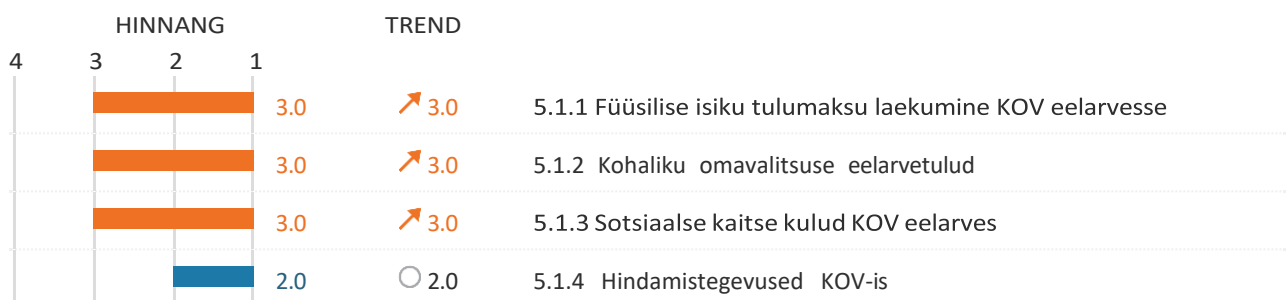 HINNANG TREND
4 3 2 1
3.0 3.0 5.1.1 Füüsilise isiku tulumaksu laekumine KOV eelarvesse
3.0 3.0 5.1.2 Kohaliku omavalitsuse eelarvetulud
3.0 3.0 5.1.3 Sotsiaalse kaitse kulud KOV eelarves
2.0 2.0 5.1.4 Hindamistegevused KOV-is